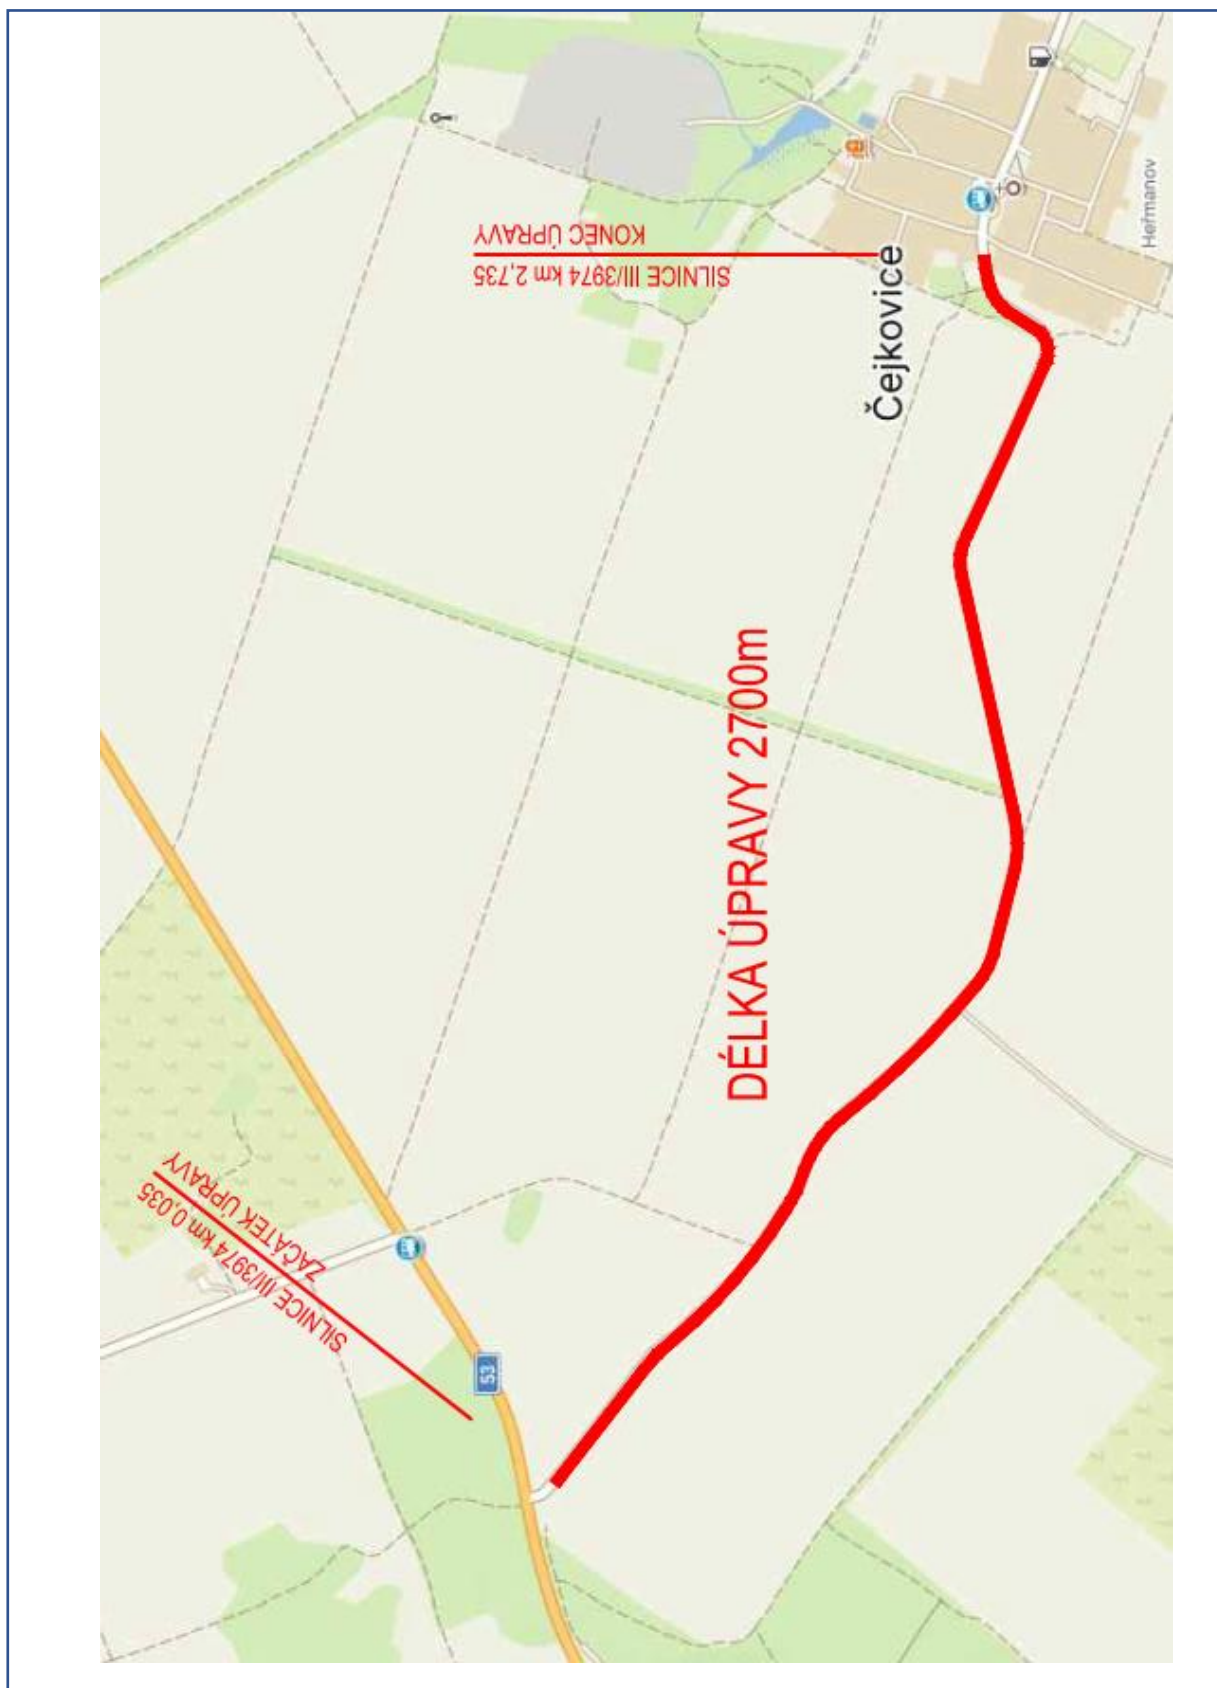 SILNICE III/3974 km 2,735
KONEC ÚPRAVY
Čejkovice
Heřmanov
DÉLKA ÚPRAVY 2700m
SILNICE III/3974 km 0,035
ZAČÁTEK ÚPRAVY
53